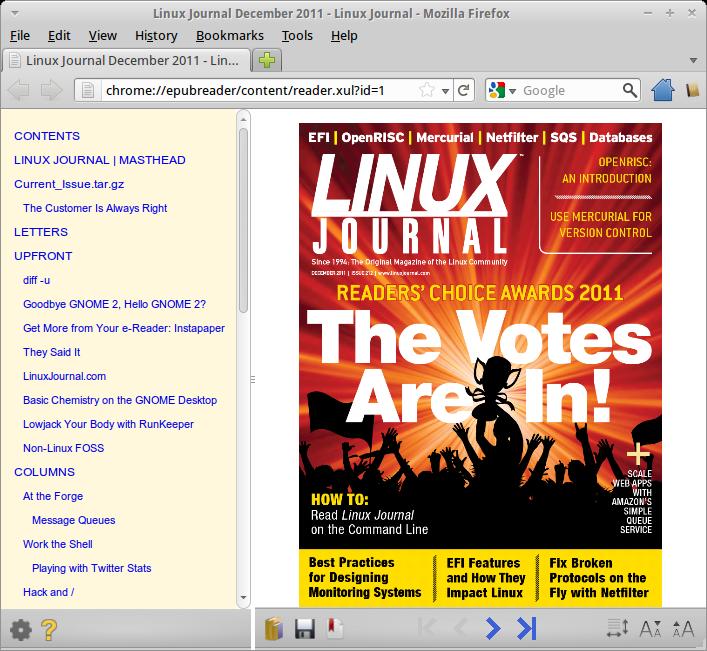 Linux Journal December 2011 - Linux Journal - Mozilla Firefox
File Edit View History Bookmarks Tools Help
Linux Journal December 2011 - Lin...
chrome://epubreader/content/reader.xul?id=1
Google
CONTENTS
LINUX JOURNAL | MASTHEAD
Current_Issue.tar.gz
The Customer Is Always Right
LETTERS
UPFRONT
diff -u
Goodbye GNOME 2, Hello GNOME 2?
Get More from Your e-Reader: Instapaper
They Said It
LinuxJournal.com
Basic Chemistry on the GNOME Desktop
Lowjack Your Body with RunKeeper
Non-Linux FOSS
COLUMNS
At the Forge
Message Queues
Work the Shell
Playing with Twitter Stats
Hack and /
EFI | OpenRISC | Mercurial | Netfilter | SQS | Databases
LINUX
JOURNAL
™
Since 1994: The Original Magazine of the Linux Community
DECEMBER 2011 | ISSUE 212 | www.linuxjournal.com
OPENRISC:
AN INTRODUCTION
USE MERCURIAL FOR
VERSION CONTROL
READERS' CHOICE AWARDS 2011
The Votes
Are In!
+
SCALE
WEB APPS
WITH
AMAZON'S
SIMPLE
QUEUE
SERVICE
HOW TO:
Read Linux Journal
on the Command Line
Best Practices
for Designing
Monitoring Systems
EFI Features
and How They
Impact Linux
Fix Broken
Protocols on the
Fly with Netfilter
?
AA AA